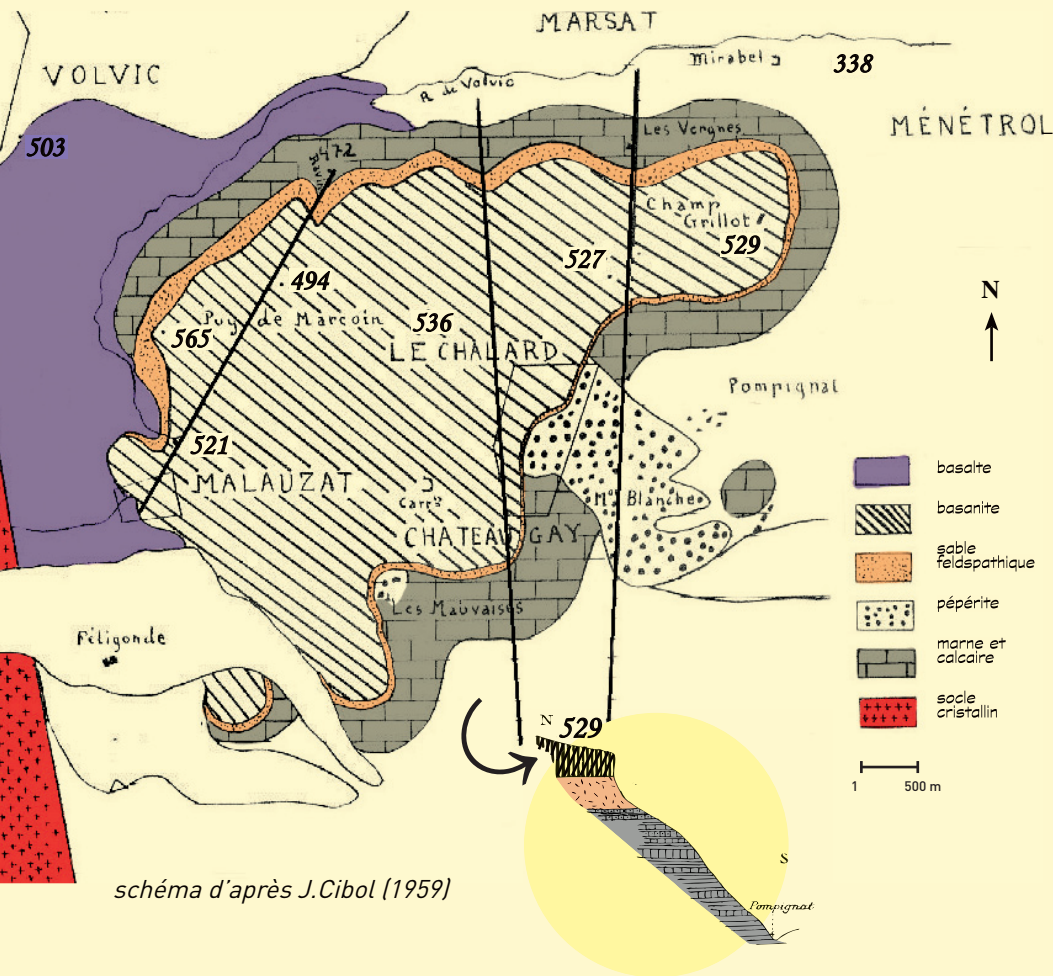 MARSAT
Mirabel
338
VOLVIC
R. de Volvic
MÉNÉTROL
503
Les Vergnes
472
Champ
Grillot
529
527
494
Puy de Marcoin
536
565
LE CHALARD
N
Pompignat
521
MALAUZAT
Carre
Mt Blanche
CHATEAUGAY
Les Mauvaises
Féligonde
basalte
basanite
sable
feldspathique
pépérite
marne et
calcaire
socle
cristallin
1 500 m
N 529
S
Pompignat
schéma d'après J.Cibol (1959)